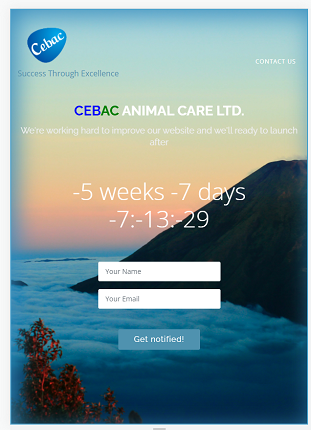 Cebac
Success Through Excellence
CONTACT US
CEBAC ANIMAL CARE LTD.
We're working hard to improve our website and we'll ready to launch
after
-5 weeks -7 days
-7:-13:-29
Your Name
Your Email
Get notified!